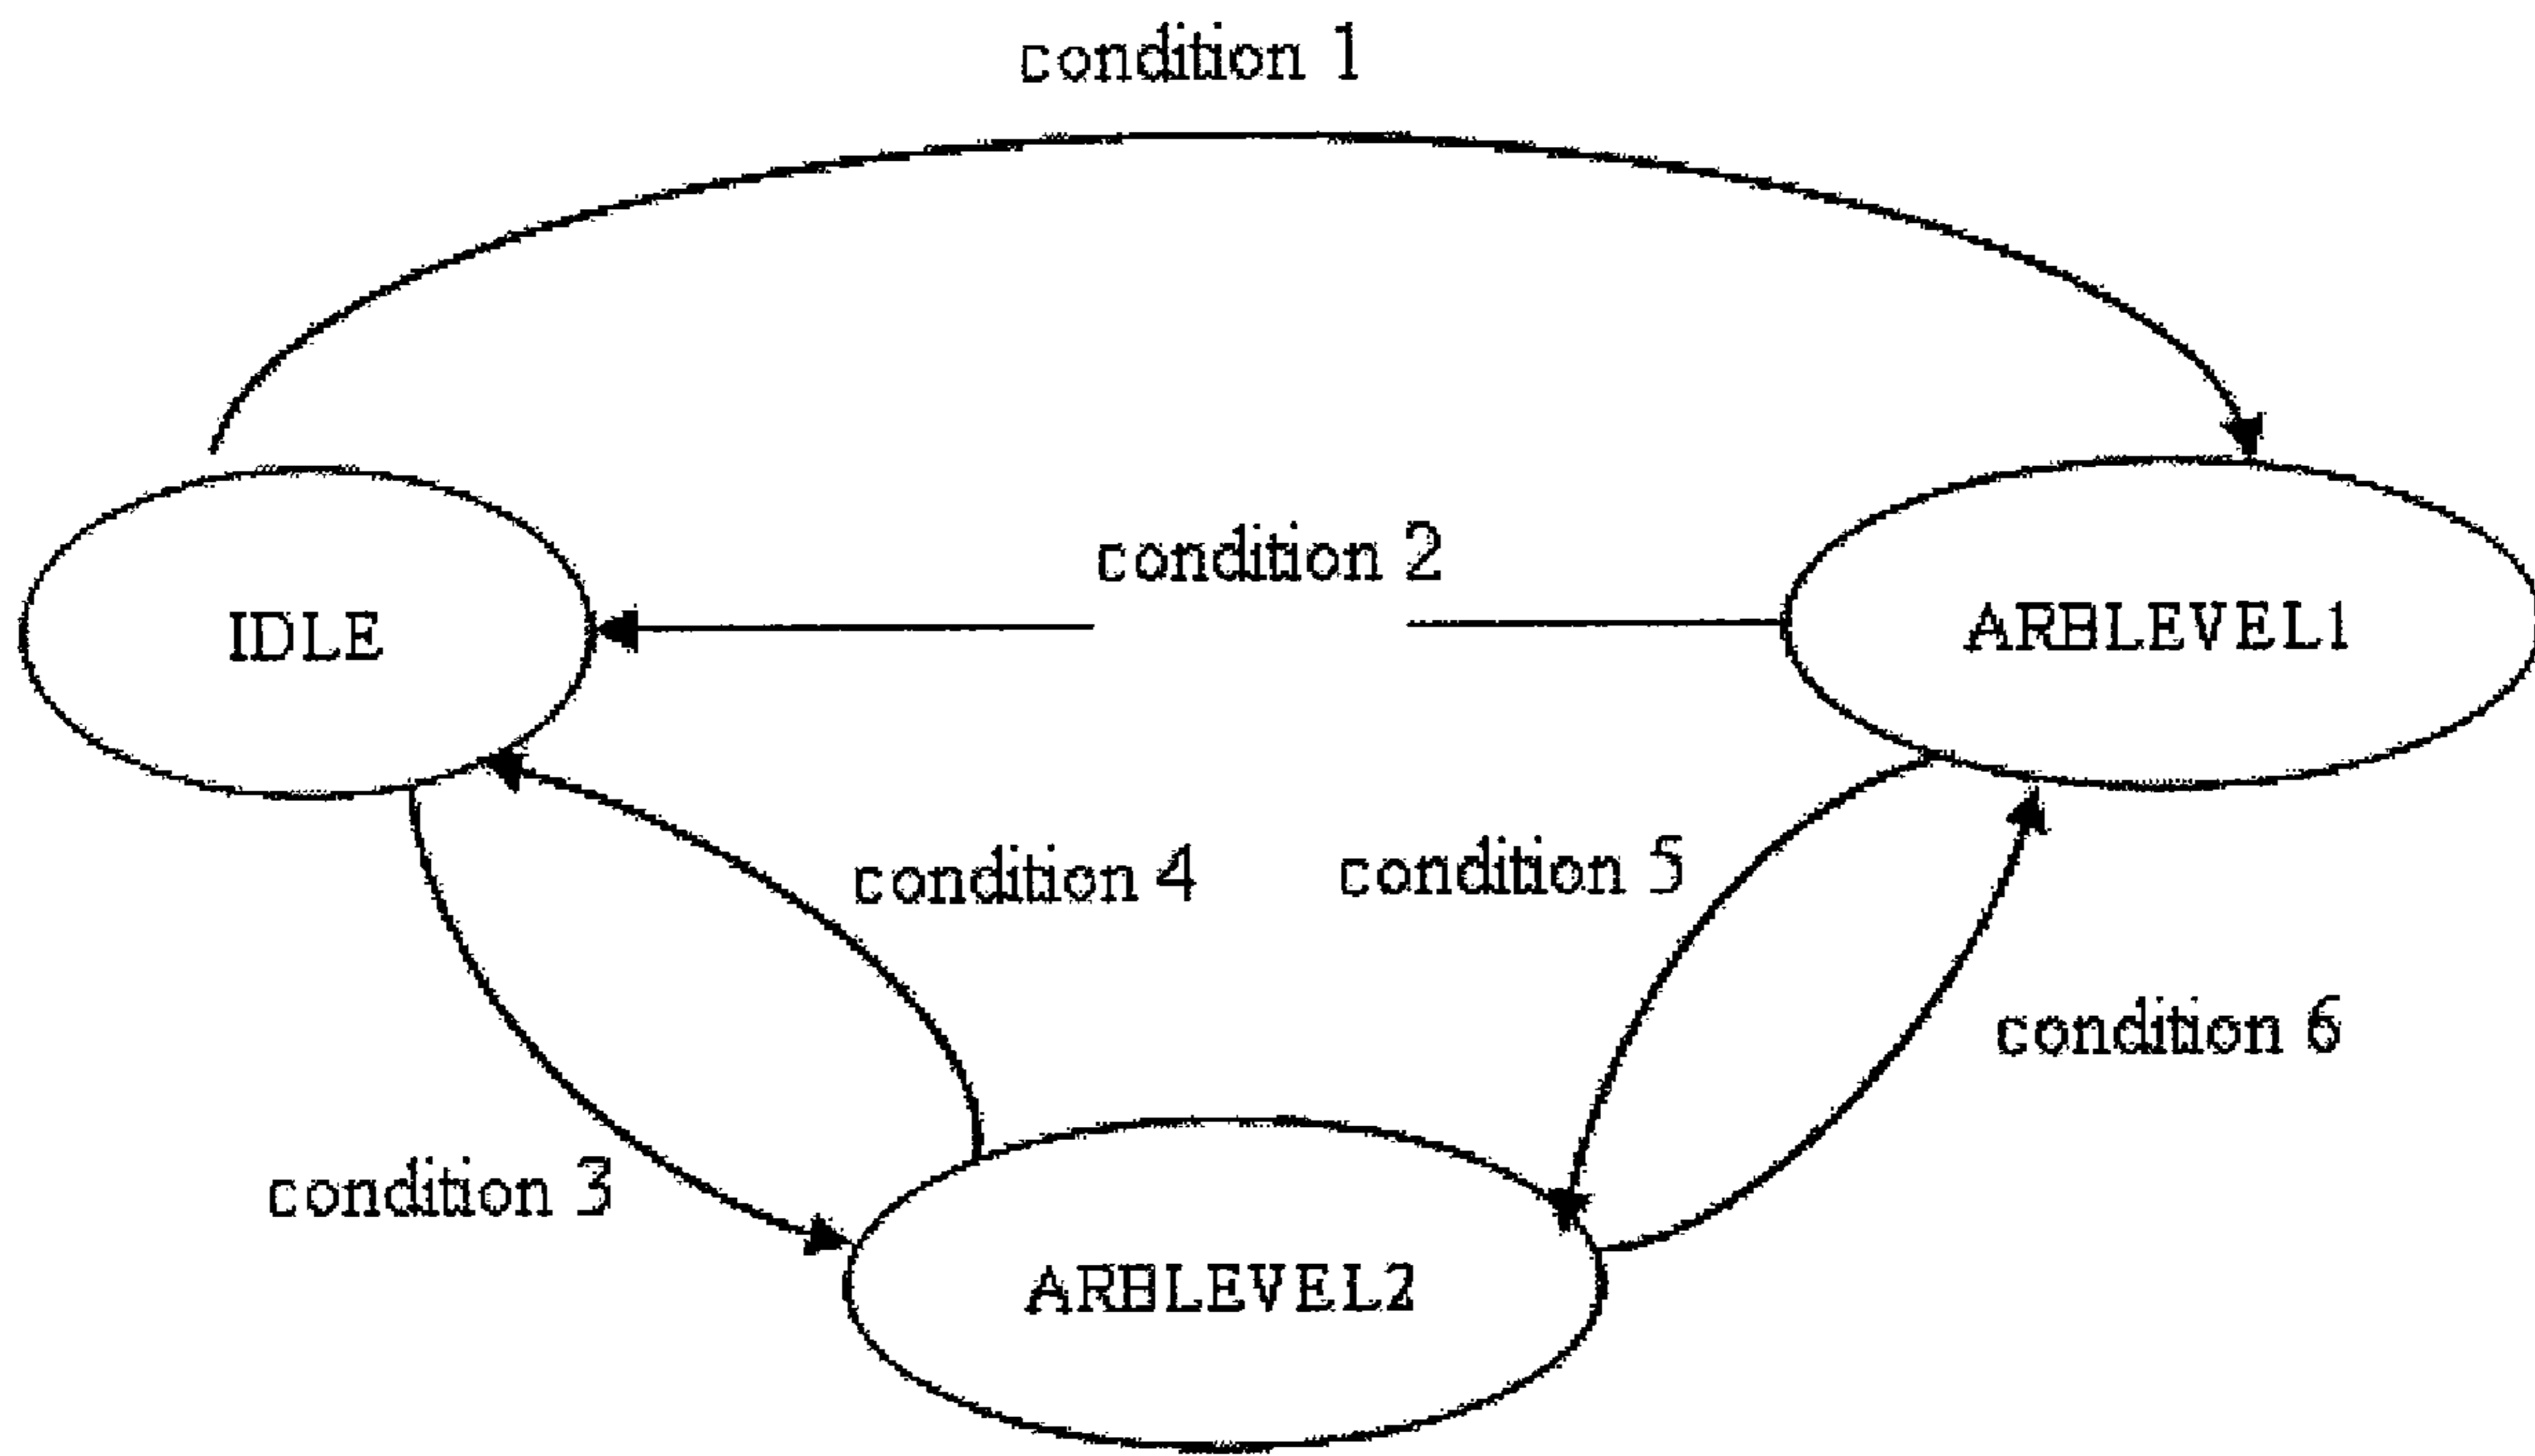 condition 1
condition 2
IDLE
ARBLEVEL1
condition 4
condition 5
condition 6
condition 3
ARBLEVEL2